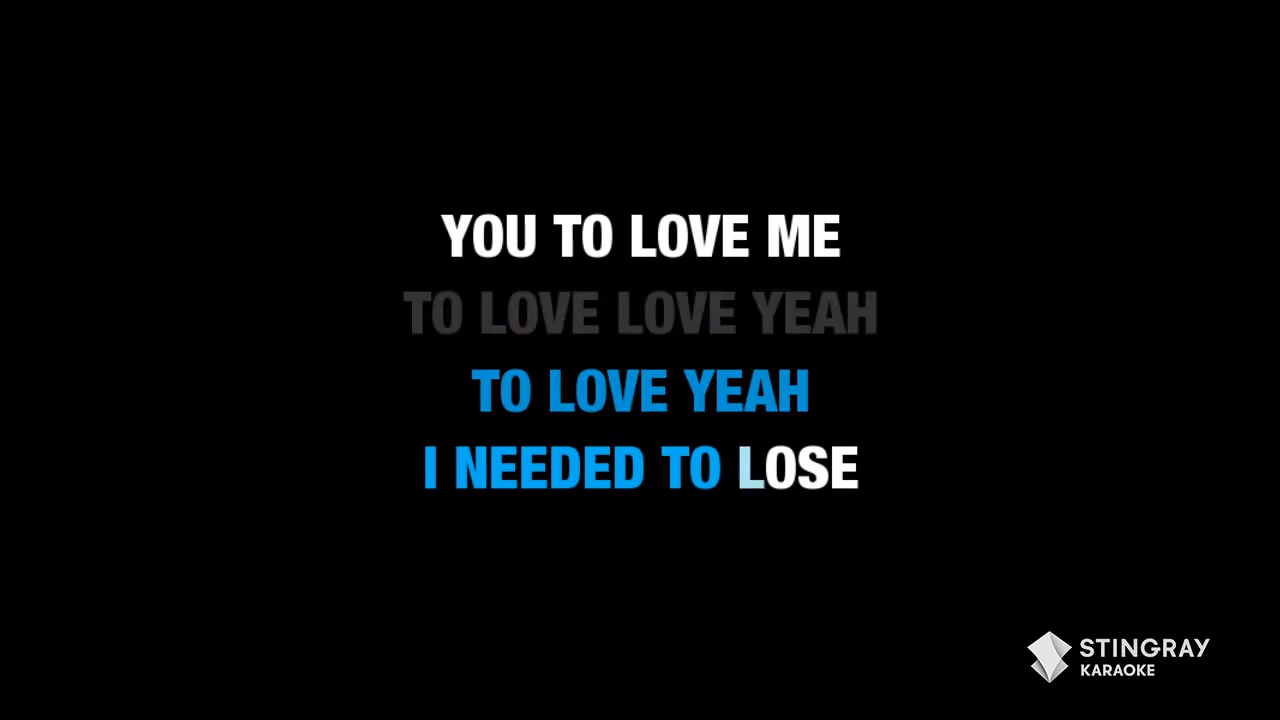 YOU TO LOVE ME
TO LOVE LOVE YEAH
TO LOVE YEAH
I NEEDED TO LOSE
STINGRAY
KARAOKE